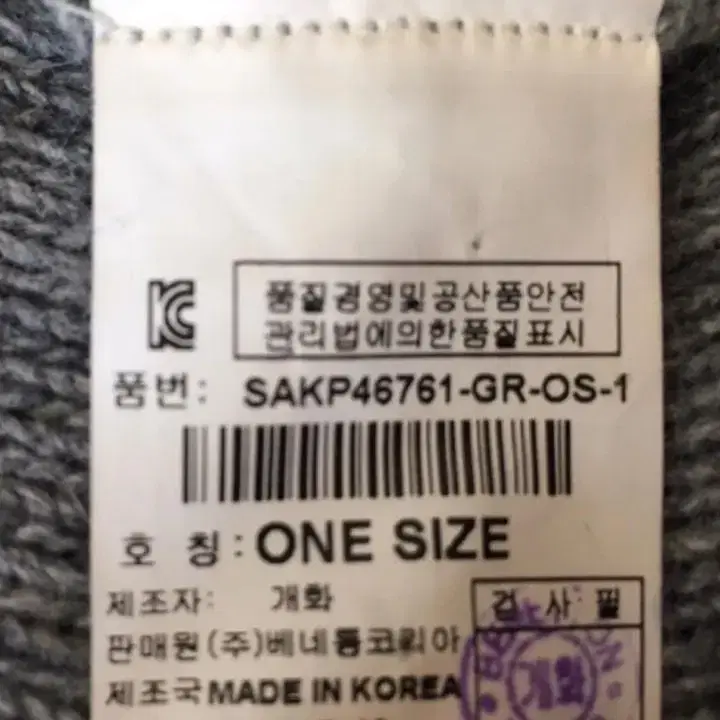 품질경영및공산품안전
관리법에의한품질표시
품번: SAKP46761-GR-OS-1
호 칭: ONE SIZE
제조자: 개화
검 사 필
판매원 (주)베네통코리아
개화
제조국 MADE IN KOREA